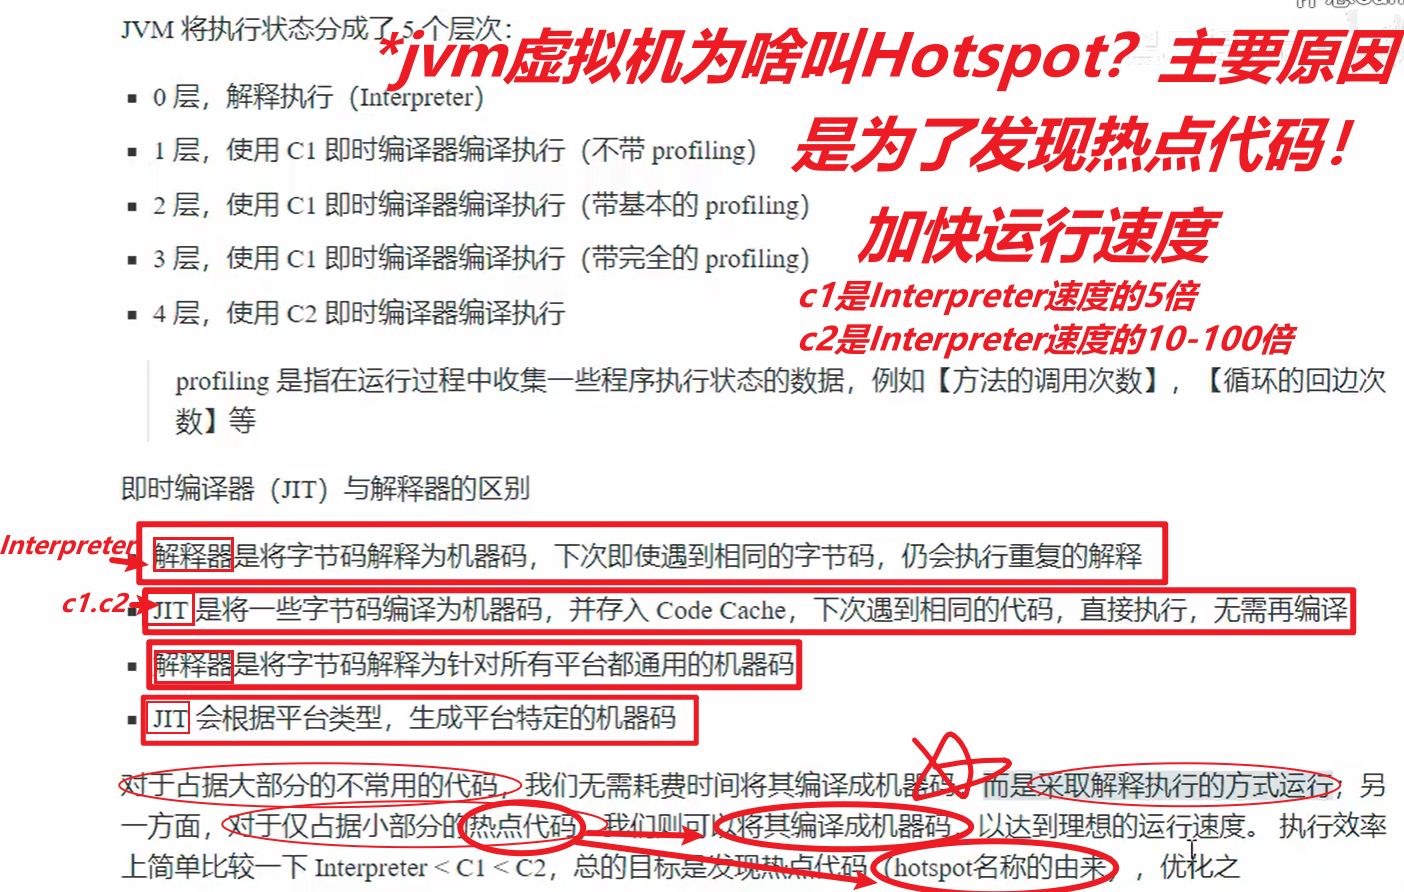 JVM 将执行状态分成了 5 个层次：
*jvm虚拟机为啥叫Hotspot？主要原因
是为了发现热点代码！
加快运行速度
c1是Interpreter速度的5倍
c2是Interpreter速度的10-100倍
0 层，解释执行（Interpreter）
1 层，使用 C1 即时编译器编译执行（不带 profiling）
2 层，使用 C1 即时编译器编译执行（带基本的 profiling）
3 层，使用 C1 即时编译器编译执行（带完全的 profiling）
4 层，使用 C2 即时编译器编译执行
profiling 是指在运行过程中收集一些程序执行状态的数据，例如【方法的调用次数】，【循环的回边次
数】等
即时编译器（JIT）与解释器的区别
Interpreter
解释器是将字节码解释为机器码，下次即使遇到相同的字节码，仍会执行重复的解释
c1.c2
JIT 是将一些字节码编译为机器码，并存入 Code Cache，下次遇到相同的代码，直接执行，无需再编译
解释器是将字节码解释为针对所有平台都通用的机器码
JIT 会根据平台类型，生成平台特定的机器码
对于占据大部分的不常用的代码，我们无需耗费时间将其编译成机器码，而是采取解释执行的方式运行；另
一方面，对于仅占据小部分的热点代码，我们则可以将其编译成机器码，以达到理想的运行速度。 执行效率
上简单比较一下 Interpreter < C1 < C2，总的目标是发现热点代码（hotspot名称的由来），优化之